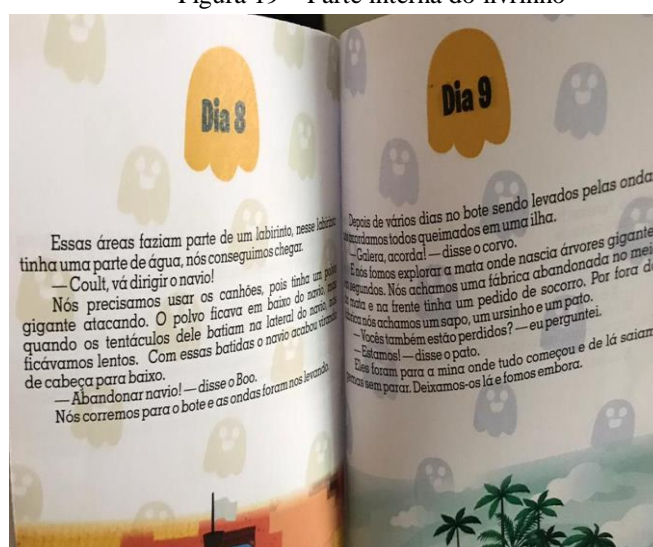 Figura 19 – Parte interna do livrinho
Dia 8
Essas áreas faziam parte de um labirinto, nesse labirinto
tinha uma parte de água, nós conseguimos chegar.
— Coult, vá dirigir o navio!
Nós precisamos usar os canhões, pois tinha um polvo
gigante atacando. O polvo ficava em baixo do navio, mas
quando os tentáculos dele batiam na lateral do navio, nós
ficávamos lentos. Com essas batidas o navio acabou virando
de cabeça para baixo.
— Abandonar navio! — disse o Boo.
Nós corremos para o bote e as ondas foram nos levando.
Dia 9
Depois de vários dias no bote sendo levados pelas onda
acordamos todos queimados em uma ilha.
—Galera, acorda! — disse o corvo.
E nós fomos explorar a mata onde nascia árvores gigante
segundos. Nós achamos uma fábrica abandonada no mei
mata e na frente tinha um pedido de socorro. Por fora d
fábrica nós achamos um sapo, um ursinho e um pato.
—Vocês também estão perdidos? — eu perguntei.
—Estamos! — disse o pato.
Eles foram para a mina onde tudo começou e de lá saiam
sem parar. Deixamos-os lá e fomos embora.